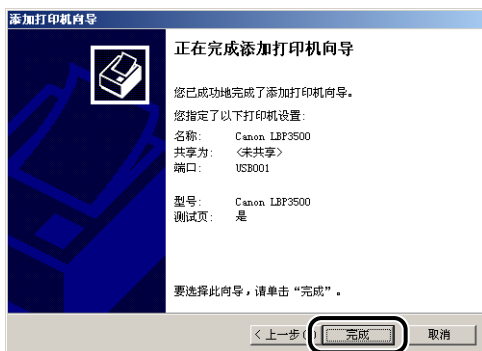 添加打印机向导
正在完成添加打印机向导
您已成功地完成了添加打印机向导。
您指定了以下打印机设置:
名称: Canon LBP3500
共享为: <未共享>
端口: USB001
型号: Canon LBP3500
测试页: 是
要选择此向导，请单击“完成”。
< 上一步( 完成 取消